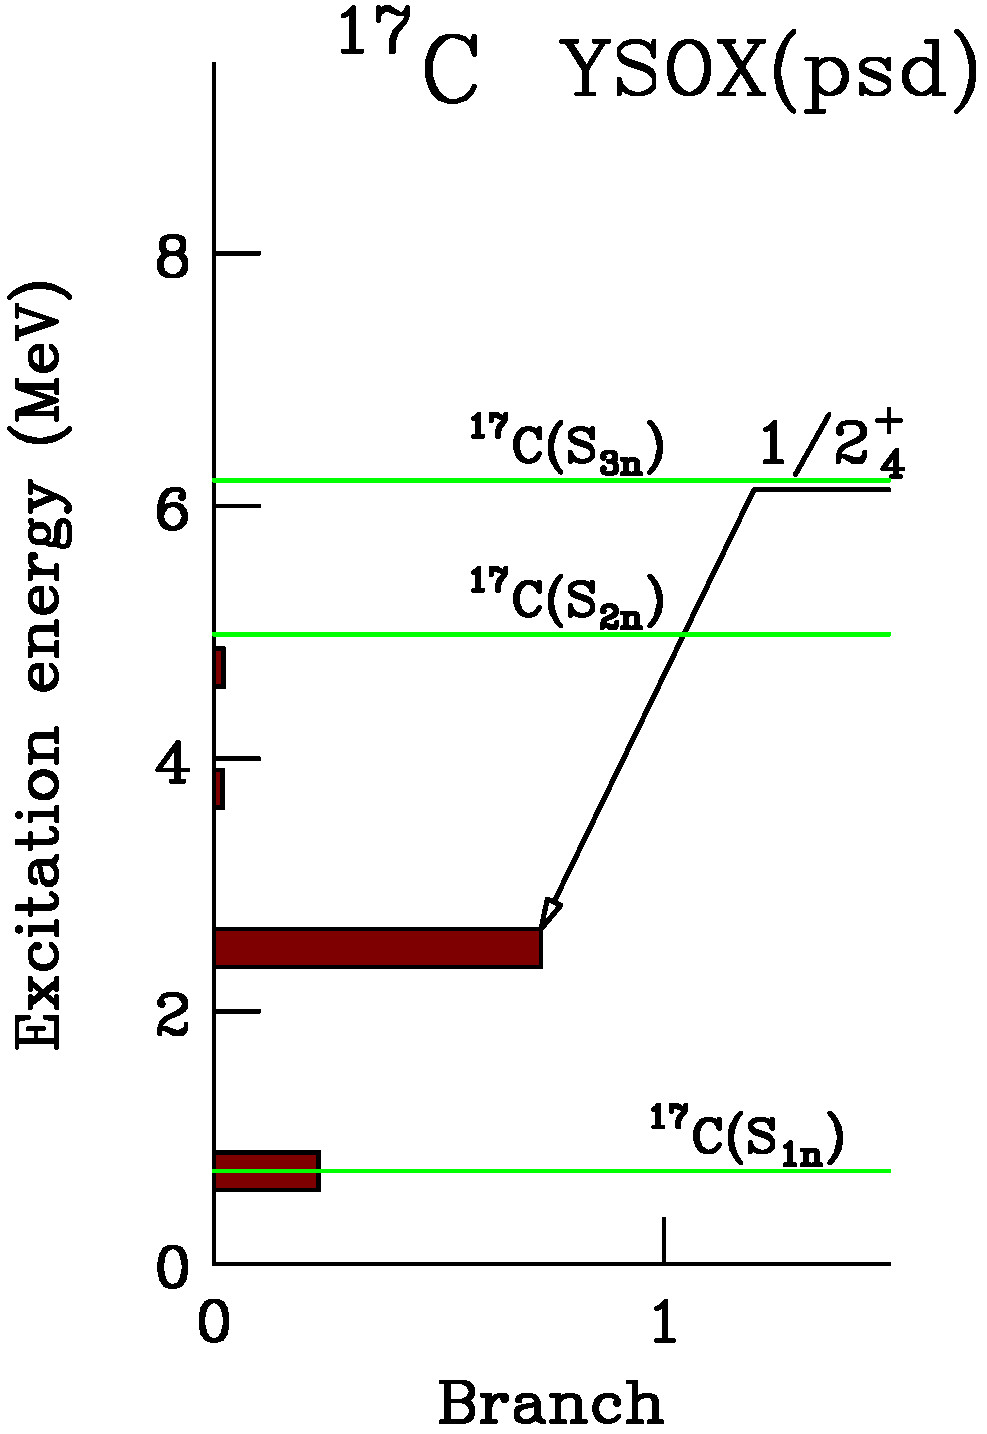 ¹⁷C YSOX(psd)
Excitation energy (MeV)
8
6
4
2
0
¹⁷C(S₃ₙ)
1/2⁺₄
¹⁷C(S₂ₙ)
¹⁷C(S₁ₙ)
0 1
Branch